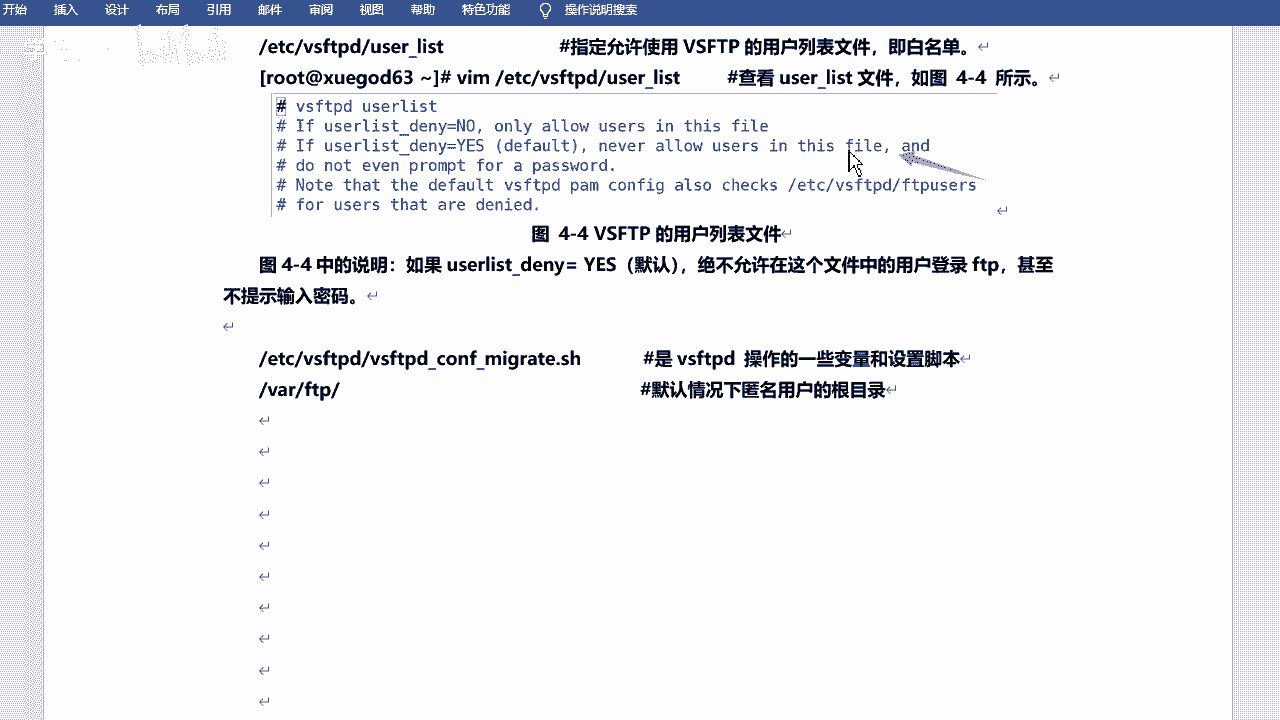 开始 插入 设计 布局 引用 邮件 审阅 视图 帮助 特色功能 操作说明搜索
/etc/vsftpd/user_list #指定允许使用 VSFTP 的用户列表文件，即白名单。
[root@xuegod63 ~]# vim /etc/vsftpd/user_list #查看 user_list 文件，如图 4-4 所示。
# vsftpd userlist
# If userlist_deny=NO, only allow users in this file
# If userlist_deny=YES (default), never allow users in this file, and
# do not even prompt for a password.
# Note that the default vsftpd pam config also checks /etc/vsftpd/ftpusers
# for users that are denied.
图 4-4 VSFTP 的用户列表文件
图 4-4 中的说明：如果 userlist_deny= YES（默认），绝不允许在这个文件中的用户登录 ftp，甚至
不提示输入密码。
/etc/vsftpd/vsftpd_conf_migrate.sh #是 vsftpd 操作的一些变量和设置脚本
/var/ftp/ #默认情况下匿名用户的根目录